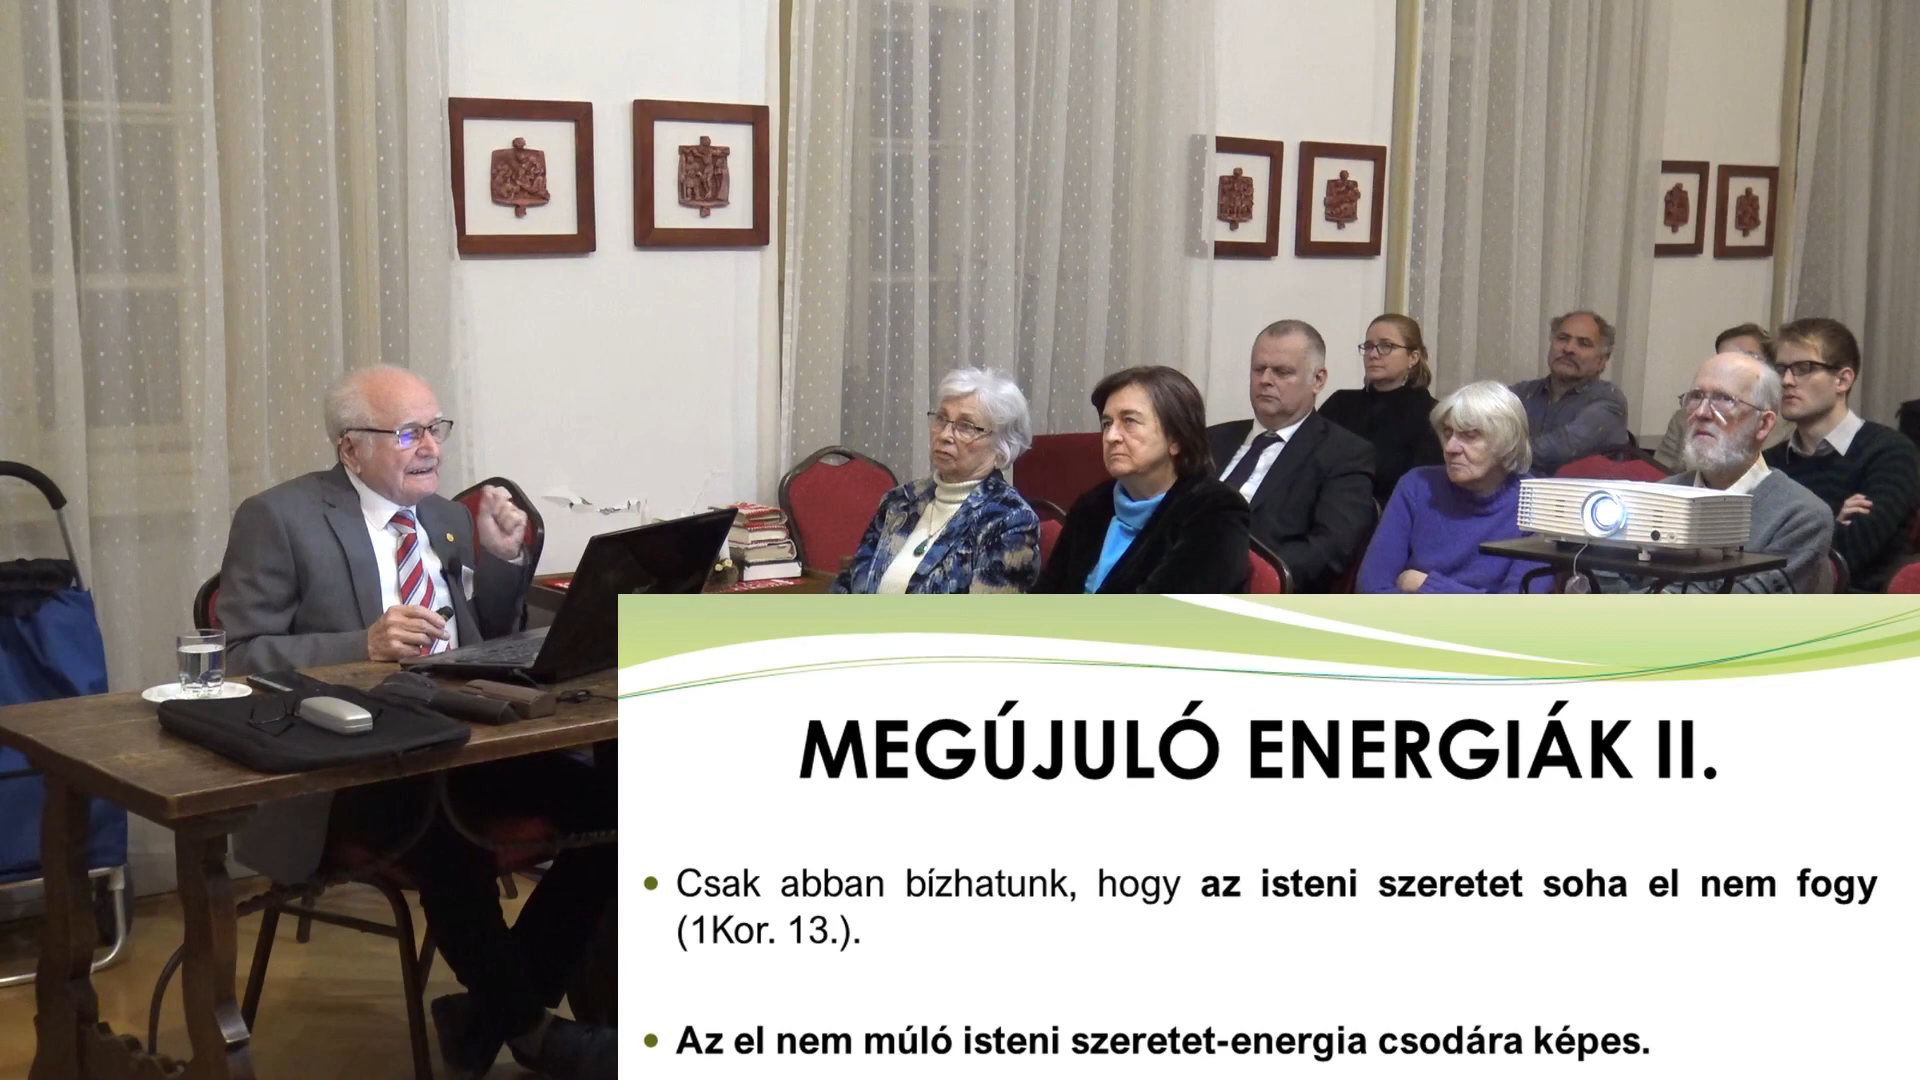 MEGÚJULÓ ENERGIÁK II.
• Csak abban bízhatunk, hogy az isteni szeretet soha el nem fogy
(1Kor. 13.).
• Az el nem múló isteni szeretet-energia csodára képes.